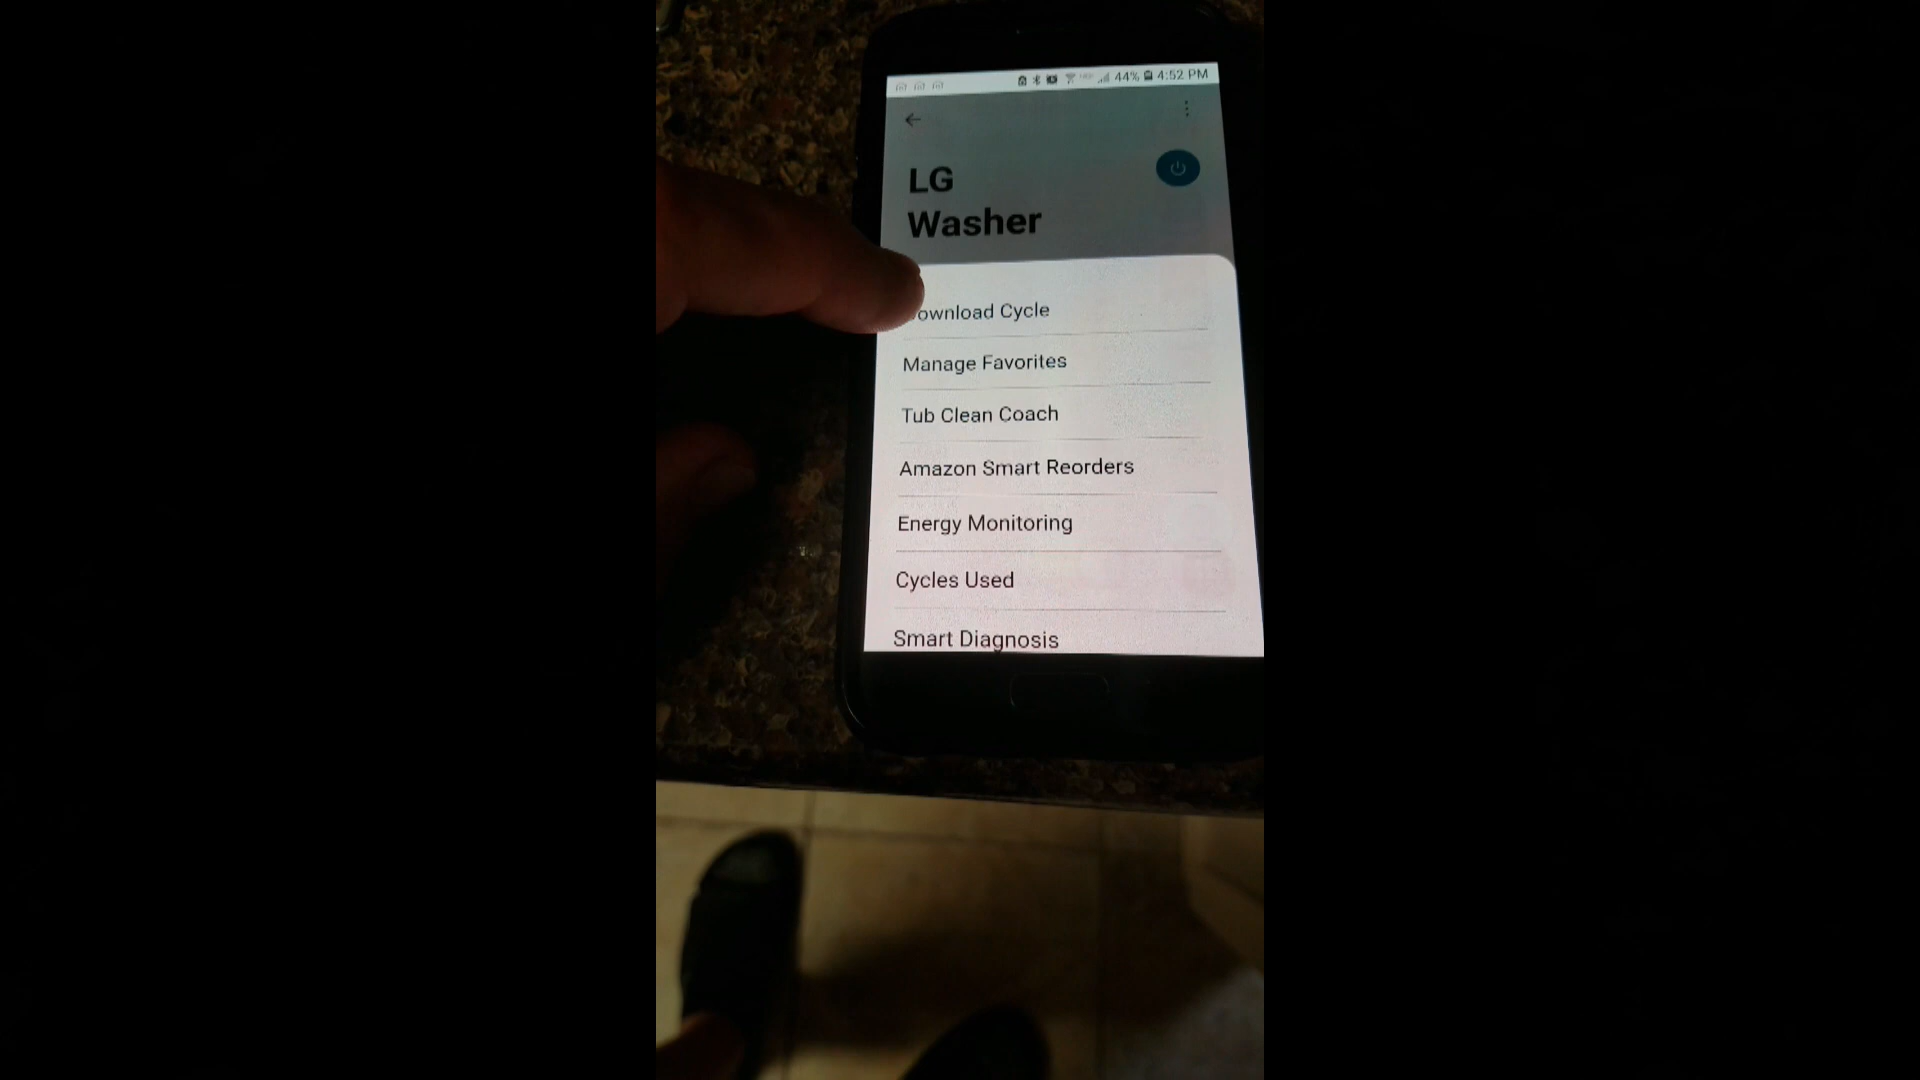 44% 4:52 PM
LG
Washer
ownload Cycle
Manage Favorites
Tub Clean Coach
Amazon Smart Reorders
Energy Monitoring
Cycles Used
Smart Diagnosis